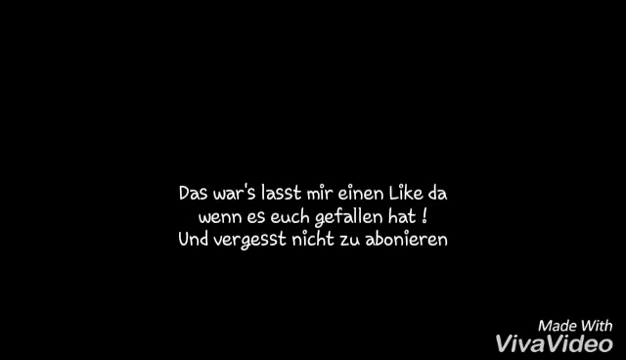 Das war's lasst mir einen Like da
wenn es euch gefallen hat !
Und vergesst nicht zu abonieren
Made With
VivaVideo